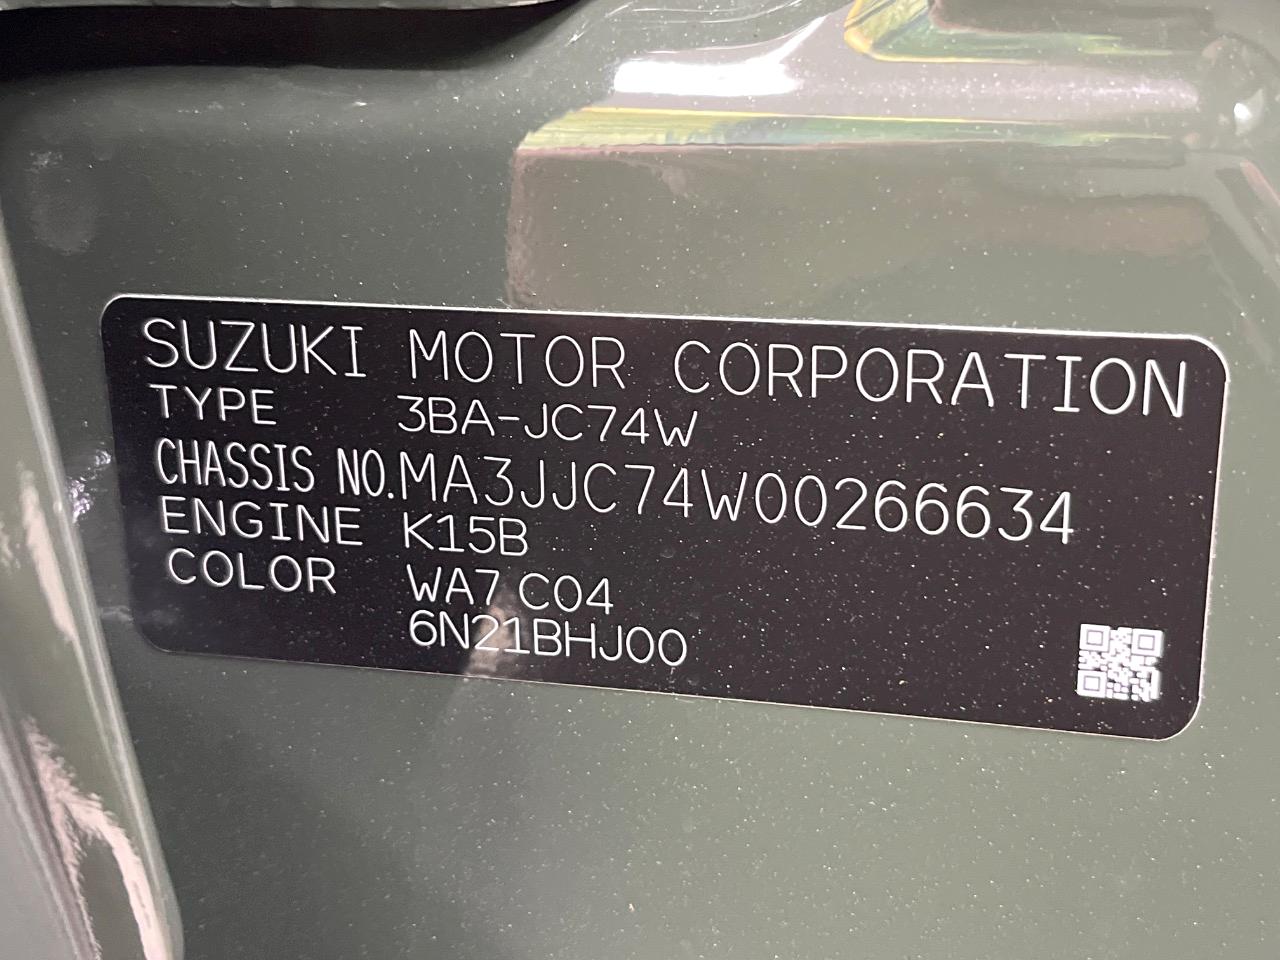 SUZUKI MOTOR CORPORATION
TYPE 3BA-JC74W
CHASSIS NO. MA3JJC74W00266634
ENGINE K15B
COLOR WA7 C04
6N21BHJ00